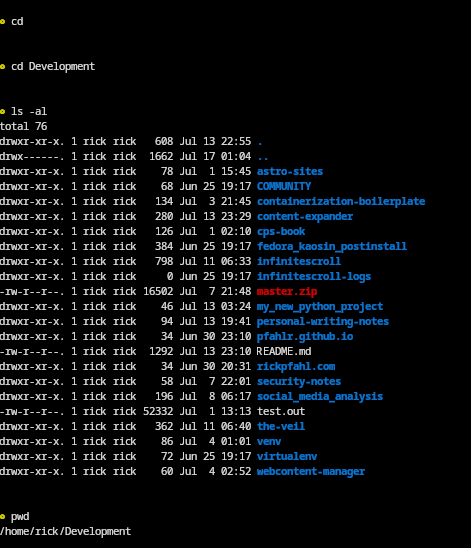 cd
cd Development
ls -al
total 76
drwxr-xr-x. 1 rick rick   608 Jul 13 22:55 .
drwx------. 1 rick rick  1662 Jul 17 01:04 ..
drwxr-xr-x. 1 rick rick    78 Jul  1 15:45 astro-sites
drwxr-xr-x. 1 rick rick    68 Jun 25 19:17 COMMUNITY
drwxr-xr-x. 1 rick rick   134 Jul  3 21:45 containerization-boilerplate
drwxr-xr-x. 1 rick rick   280 Jul 13 23:29 content-expander
drwxr-xr-x. 1 rick rick   126 Jul  1 02:10 cps-book
drwxr-xr-x. 1 rick rick   384 Jun 25 19:17 fedora_kaosin_postinstall
drwxr-xr-x. 1 rick rick   798 Jul 11 06:33 infinitescroll
drwxr-xr-x. 1 rick rick     0 Jun 25 19:17 infinitescroll-logs
-rw-r--r--. 1 rick rick 16502 Jul  7 21:48 master.zip
drwxr-xr-x. 1 rick rick    46 Jul 13 03:24 my_new_python_project
drwxr-xr-x. 1 rick rick    94 Jul 13 19:41 personal-writing-notes
drwxr-xr-x. 1 rick rick    34 Jun 30 23:10 pfahlr.github.io
-rw-r--r--. 1 rick rick  1292 Jul 13 23:10 README.md
drwxr-xr-x. 1 rick rick    34 Jun 30 20:31 rickpfahl.com
drwxr-xr-x. 1 rick rick    58 Jul  7 22:01 security-notes
drwxr-xr-x. 1 rick rick   196 Jul  8 06:17 social_media_analysis
-rw-r--r--. 1 rick rick 52332 Jul  1 13:13 test.out
drwxr-xr-x. 1 rick rick   362 Jul 11 06:40 the-veil
drwxr-xr-x. 1 rick rick    86 Jul  4 01:01 venv
drwxr-xr-x. 1 rick rick    72 Jun 25 19:17 virtualenv
drwxr-xr-x. 1 rick rick    60 Jul  4 02:52 webcontent-manager
pwd
/home/rick/Development